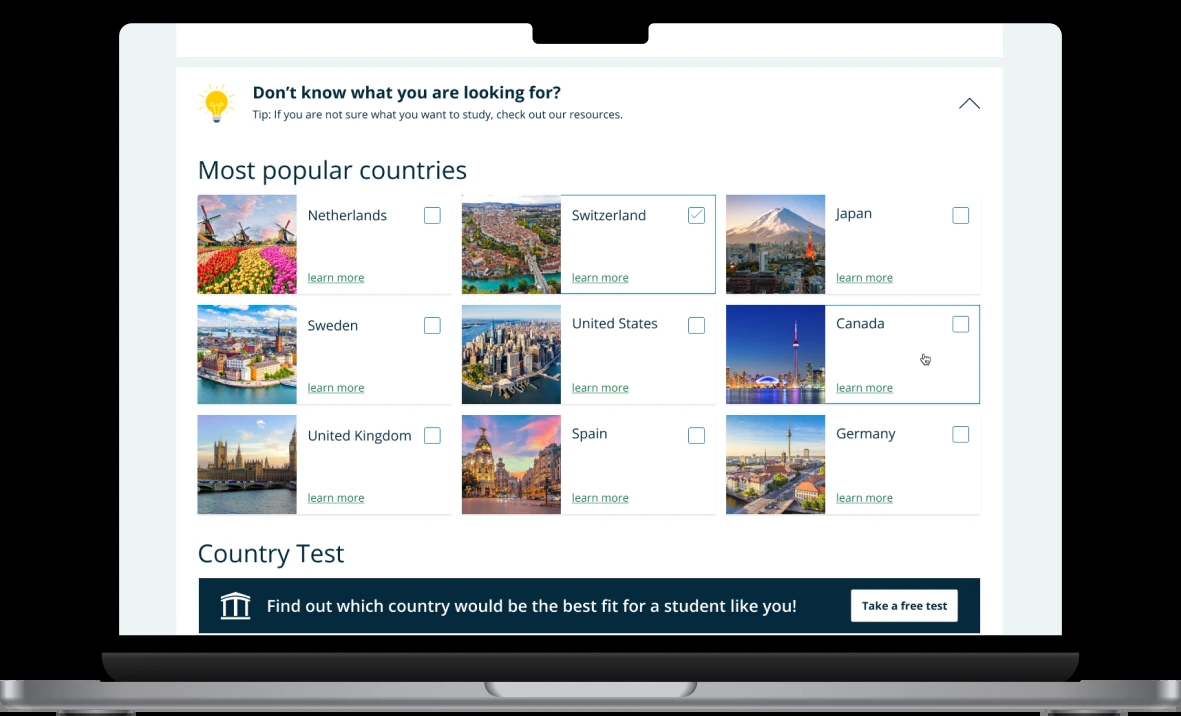 Don’t know what you are looking for?
Tip: If you are not sure what you want to study, check out our resources.
Most popular countries
Netherlands
learn more
Switzerland
learn more
Japan
learn more
Sweden
learn more
United States
learn more
Canada
learn more
United Kingdom
learn more
Spain
learn more
Germany
learn more
Country Test
Find out which country would be the best fit for a student like you!
Take a free test